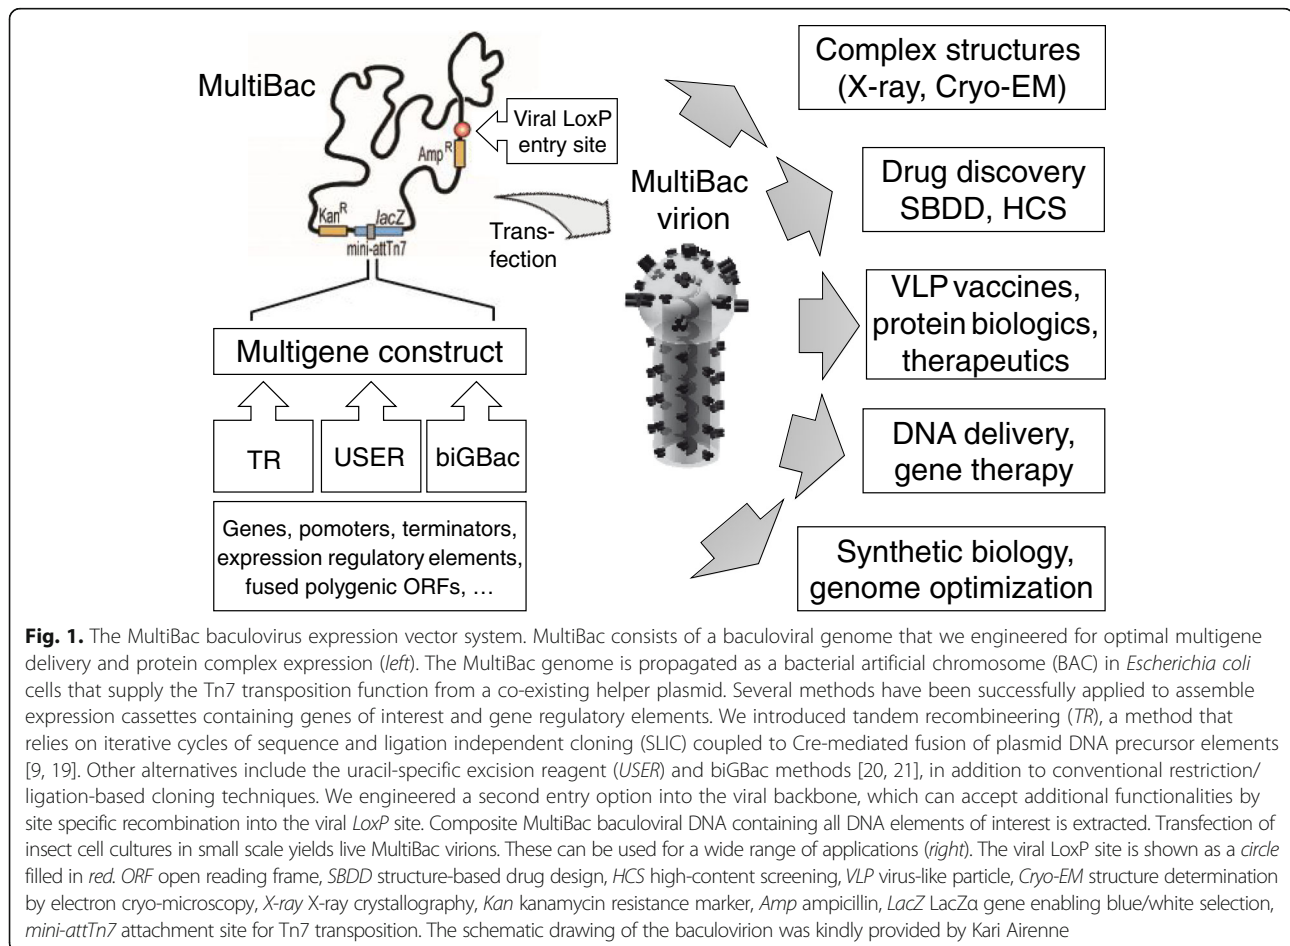 MultiBac
Viral LoxP
entry site
Amp R
Kan R
lacZ
mini-attTn7
Trans-
fection
MultiBac
virion
Multigene construct
TR
USER
biGBac
Genes, pomoters, terminators,
expression regulatory elements,
fused polygenic ORFs, …
Complex structures
(X-ray, Cryo-EM)
Drug discovery
SBDD, HCS
VLP vaccines,
protein biologics,
therapeutics
DNA delivery,
gene therapy
Synthetic biology,
genome optimization
Fig. 1. The MultiBac baculovirus expression vector system. MultiBac consists of a baculoviral genome that we engineered for optimal multigene
delivery and protein complex expression (left). The MultiBac genome is propagated as a bacterial artificial chromosome (BAC) in Escherichia coli
cells that supply the Tn7 transposition function from a co-existing helper plasmid. Several methods have been successfully applied to assemble
expression cassettes containing genes of interest and gene regulatory elements. We introduced tandem recombineering (TR), a method that
relies on iterative cycles of sequence and ligation independent cloning (SLIC) coupled to Cre-mediated fusion of plasmid DNA precursor elements
[9, 19]. Other alternatives include the uracil-specific excision reagent (USER) and biGBac methods [20, 21], in addition to conventional restriction/
ligation-based cloning techniques. We engineered a second entry option into the viral backbone, which can accept additional functionalities by
site specific recombination into the viral LoxP site. Composite MultiBac baculoviral DNA containing all DNA elements of interest is extracted. Transfection of
insect cell cultures in small scale yields live MultiBac virions. These can be used for a wide range of applications (right). The viral LoxP site is shown as a circle
filled in red. ORF open reading frame, SBDD structure-based drug design, HCS high-content screening, VLP virus-like particle, Cryo-EM structure determination
by electron cryo-microscopy, X-ray X-ray crystallography, Kan kanamycin resistance marker, Amp ampicillin, LacZ LacZα gene enabling blue/white selection,
mini-attTn7 attachment site for Tn7 transposition. The schematic drawing of the baculovirion was kindly provided by Kari Airenne